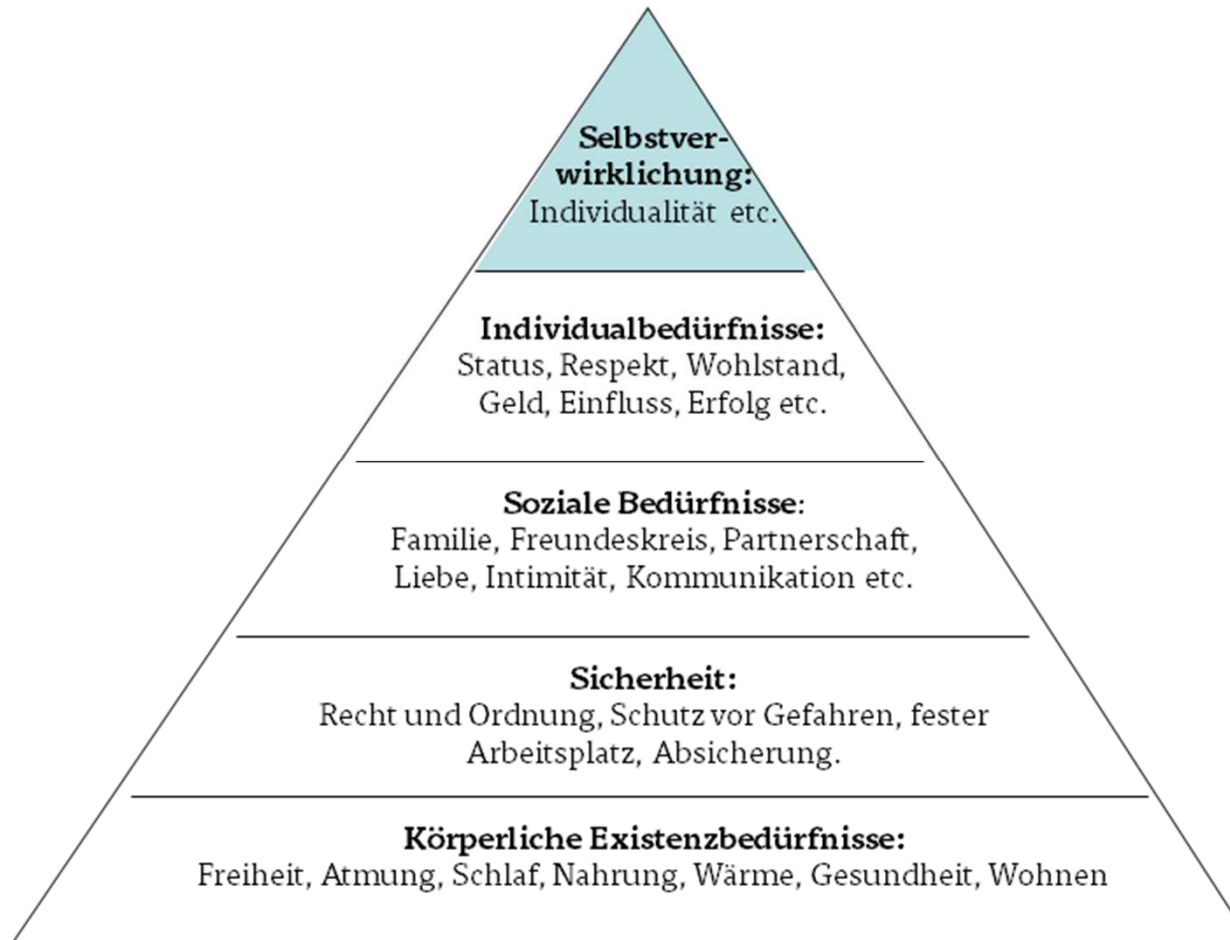 Selbstver-
wirklichung:
Individualität etc.
Individualbedürfnisse:
Status, Respekt, Wohlstand,
Geld, Einfluss, Erfolg etc.
Soziale Bedürfnisse:
Familie, Freundeskreis, Partnerschaft,
Liebe, Intimität, Kommunikation etc.
Sicherheit:
Recht und Ordnung, Schutz vor Gefahren, fester
Arbeitsplatz, Absicherung.
Körperliche Existenzbedürfnisse:
Freiheit, Atmung, Schlaf, Nahrung, Wärme, Gesundheit, Wohnen